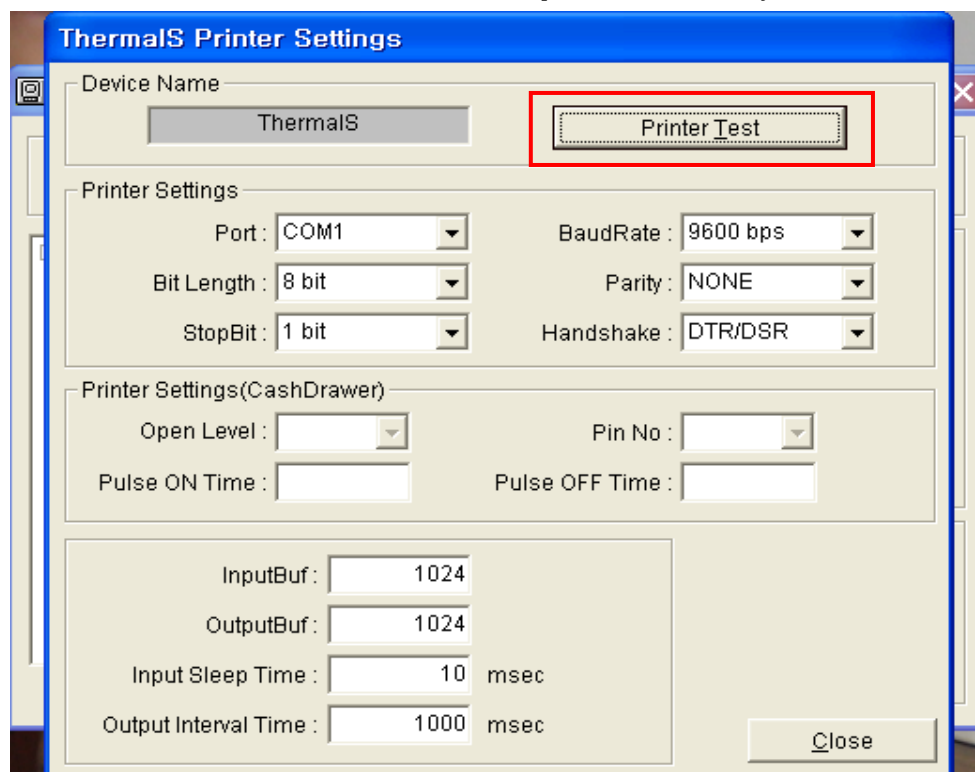 ThermalS Printer Settings
Device Name
ThermalS
Printer Test
Printer Settings
Port : COM1
BaudRate : 9600 bps
Bit Length : 8 bit
Parity : NONE
StopBit : 1 bit
Handshake : DTR/DSR
Printer Settings(CashDrawer)
Open Level :
Pin No :
Pulse ON Time :
Pulse OFF Time :
InputBuf : 1024
OutputBuf : 1024
Input Sleep Time : 10 msec
Output Interval Time : 1000 msec
Close